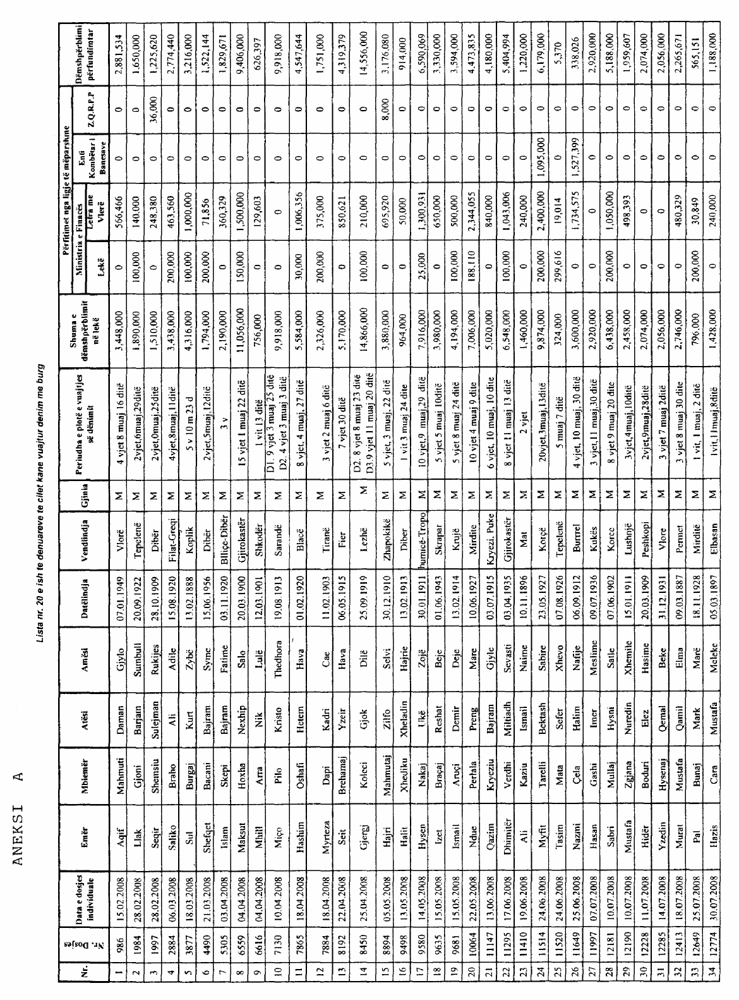 ANEKSI A
Lista nr. 20 e ish te denuareve te cilet kane vuajtur denim me burg
Nr. | Nr. Dosjes | Data e dosjes individuale | Emër | Mbiemër | Atësi | Amësi | Datëlindja | Vendlindja | Gjinia | Periudha e plotë e vuajtjes së dënimit | Shuma e dëmshpërblimit në lekë | Përfitimet nga ligje të mëparshme | Dëmshpërblimi përfundimtar
Ministria e Financës | Enti Kombëtar i Banesave | Z.Q.R.P.P
Lekë | Letra me Vlerë
1 | 986 | 15.02.2008 | Aqif | Mahmuti | Daman | Gjylo | 07.01.1949 | Vlorë | M | 4 vjet 8 muaj 16 ditë | 3,448,000 | 0 | 566,466 | 0 | 0 | 2,881,534
2 | 1984 | 28.02.2008 | Llak | Gjoni | Barjam | Sumbull | 20.09.1922 | Tepelenë | M | 2vjet,6muaj,29ditë | 1,890,000 | 100,000 | 140.000 | 0 | 0 | 1,650,000
3 | 1997 | 28.02.2008 | Seqir | Shemsiu | Sulejman | Rukijes | 28.10.1909 | Dibër | M | 2vjet,0muaj,25ditë | 1,510,000 | 0 | 248,380 | 0 | 36,000 | 1,225,620
4 | 2884 | 06.03.2008 | Saliko | Braho | Ali | Adile | 15.08.1920 | Filat-Greqi | M | 4vjet,8muaj,11ditë | 3,438,000 | 200,000 | 463,560 | 0 | 0 | 2,774,440
5 | 3877 | 18.03.2008 | Sul | Burgaj | Kurt | Zybë | 13.02.1888 | Koplik | M | 5 v 10 m 23 d | 4,316,000 | 100,000 | 1,000,000 | 0 | 0 | 3,216,000
6 | 4490 | 21.03.2008 | Shefqet | Bacani | Bajram | Syme | 15.06.1956 | Dibër | M | 2vjet,5muaj,12ditë | 1,794,000 | 200,000 | 71,856 | 0 | 0 | 1,522,144
7 | 5305 | 03.04.2008 | Islam | Skepi | Bajram | Fatime | 03.11.1920 | Blliçe-Dibër | M | 3 v | 2,190,000 | 0 | 360,329 | 0 | 0 | 1,829,671
8 | 6559 | 04.04.2008 | Maksut | Hoxha | Nexhip | Salo | 20.03.1900 | Gjirokastër | M | 15 vjet 1 muaj 22 ditë | 11,056,000 | 150,000 | 1,500,000 | 0 | 0 | 9,406,000
9 | 6616 | 04.04.2008 | Mhill | Arra | Nik | Lulë | 12.03.1901 | Shkodër | M | 1 vit 13 ditë | 756,000 | 0 | 129,603 | 0 | 0 | 626,397
10 | 7130 | 10.04.2008 | Miço | Pilo | Kristo | Thedhora | 19.08.1913 | Sarandë | M | D1. 9 vjet 3 muaj 25 ditë D2. 4 vjet 3 muaj 3 ditë | 9,918,000 | 0 | 0 | 0 | 0 | 9,918,000
11 | 7865 | 18.04.2008 | Hashim | Oshafi | Hetem | Hava | 01.02.1920 | Blacë | M | 8 vjet, 4 muaj, 27 ditë | 5,584,000 | 30,000 | 1,006,356 | 0 | 0 | 4,547,644
12 | 7884 | 18.04.2008 | Myrteza | Dapi | Kadri | Cae | 11.02.1903 | Tiranë | M | 3 vjet 2 muaj 6 ditë | 2,326,000 | 200,000 | 375,000 | 0 | 0 | 1,751,000
13 | 8192 | 22.04.2008 | Seit | Brehamaj | Yzeir | Hava | 06.05.1915 | Fier | M | 7 vjet 30 ditë | 5,170,000 | 0 | 850,621 | 0 | 0 | 4,319,379
14 | 8450 | 25.04.2008 | Gjergj | Koleci | Gjok | Dilë | 25.09.1919 | Lezhë | M | D2. 8 vjet 8 muaj 23 ditë D3.9 vjet 11 muaj 20 ditë | 14,866,000 | 100,000 | 210,000 | 0 | 0 | 14,556,000
15 | 8894 | 05.05.2008 | Hajri | Mahmutaj | Zilfo | Selvi | 30.12.1910 | Zhapokikë | M | 5 vjet, 3 muaj, 22 ditë | 3,880,000 | 0 | 695,920 | 0 | 8,000 | 3,176,080
16 | 9498 | 13.05.2008 | Halit | Xhediku | Xheladin | Hajrie | 13.02.1913 | Diber | M | 1 vit 3 muaj 24 dite | 964,000 | 0 | 50,000 | 0 | 0 | 914,000
17 | 9580 | 14.05.2008 | Hysen | Nakaj | Ukë | Zojë | 30.01.1911 | humicë-Tropo | M | 10 vjet,9 muaj,29 ditë | 7,916,000 | 25,000 | 1,300,931 | 0 | 0 | 6,590,069
18 | 9635 | 15.05.2008 | Izet | Braçaj | Reshat | Beje | 01.06.1943 | Skrapar | M | 5 vjet 5 muaj 10ditë | 3,980,000 | 0 | 650,000 | 0 | 0 | 3,330,000
19 | 9681 | 15.05.2008 | Ismail | Aruçi | Demir | Deje | 13.02.1914 | Krujë | M | 5 vjet 8 muaj 24 ditë | 4,194,000 | 100,000 | 500,000 | 0 | 0 | 3,594,000
20 | 10064 | 22.05.2008 | Ndue | Perlala | Preng | Mare | 10.06.1927 | Mirdite | M | 10 vjet 4 muaj 9 dite | 7,006,000 | 188.110 | 2,344,055 | 0 | 0 | 4,473,835
21 | 11147 | 13.06.2008 | Qazim | Kryeziu | Bajram | Gjyle | 03.07.1915 | Kryezi, Puke | M | 6 vjet, 10 muaj, 10 dite | 5,020,000 | 0 | 840,000 | 0 | 0 | 4,180,000
22 | 11295 | 17.06.2008 | Dhimitër | Verdhi | Miltiadh | Sevasti | 03.04.1935 | Gjirokastër | M | 8 vjet 11 muaj 13 ditë | 6,548,000 | 100,000 | 1,043,006 | 0 | 0 | 5,404,994
23 | 11410 | 19.06.2008 | Ali | Kaziu | Ismail | Naime | 10.11.1896 | Mat | M | 2 vjet | 1,460,000 | 0 | 240,000 | 0 | 0 | 1,220,000
24 | 11514 | 24.06.2008 | Myfit | Tarelli | Bektash | Sabire | 23.05.1927 | Korçë | M | 20vjet,3muaj,13ditë | 9,874,000 | 200,000 | 2,400,000 | 1,095,000 | 0 | 6,179,000
25 | 11520 | 24.06.2008 | Tasim | Mata | Sefer | Xhevo | 07.08.1926 | Tepelenë | M | 5 muaj 7 ditë | 324,000 | 299,616 | 19,014 | 0 | 0 | 5,370
26 | 11649 | 25.06.2008 | Nazmi | Çela | Halim | Nafije | 06.09.1912 | Burrrel | M | 4 vjet, 10 muaj, 30 ditë | 3,600,000 | 0 | 1,734,575 | 1,527,399 | 0 | 338,026
27 | 11997 | 07.07.2008 | Hasan | Gashi | Imer | Meslime | 09.07.1936 | Kukës | M | 3 vjet,11 muaj,30 ditë | 2,920,000 | 0 | 0 | 0 | 0 | 2,920,000
28 | 12181 | 10.07.2008 | Sabri | Mullaj | Hysni | Satle | 07.06.1902 | Korce | M | 8 vjet 9 muaj 20 dite | 6,438,000 | 200,000 | 1,050,000 | 0 | 0 | 5,188,000
29 | 12190 | 10.07.2008 | Mustafa | Zgjana | Nuredin | Xhemile | 15.01.1911 | Lushnjë | M | 3vjet,4muaj,10ditë | 2,458,000 | 0 | 498,393 | 0 | 0 | 1,959,607
30 | 12228 | 11.07.2008 | Hidër | Boduri | Elez | Hasime | 20.03.1909 | Peshkopi | M | 2vjet,9muaj,28ditë | 2,074,000 | 0 | 0 | 0 | 0 | 2,074,000
31 | 12285 | 14.07.2008 | Yzedin | Hysenaj | Qemal | Beke | 31.12.1931 | Vlore | M | 3 vjet 7 muaj 2ditë | 2,056,000 | 0 | 0 | 0 | 0 | 2,056,000
32 | 12413 | 18.07.2008 | Murat | Mustafa | Qamil | Elma | 09.03.1887 | Permet | M | 3 vjet 8 muaj 30 dite | 2,746,000 | 0 | 480,329 | 0 | 0 | 2,265,671
33 | 12649 | 25.07.2008 | Pal | Bunaj | Mark | Marë | 18.11.1928 | Mirditë | M | 1 vit, 1 muaj, 2 ditë | 796,000 | 200,000 | 30,849 | 0 | 0 | 565,151
34 | 12774 | 30.07.2008 | Hazis | Cara | Mustafa | Meleke | 05.03.1897 | Elbasan | M | 1vit,11muaj,8ditë | 1,428,000 | 0 | 240,000 | 0 | 0 | 1,188,000